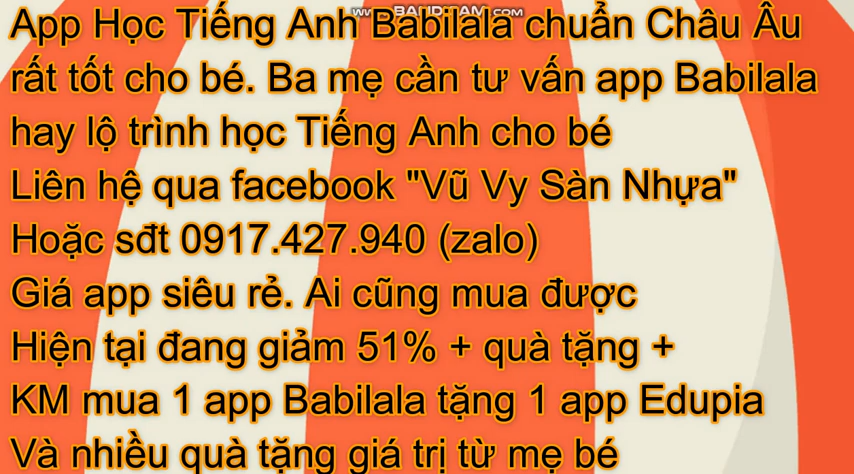 www.BANDICAM.COM
App Học Tiếng Anh Babilala chuẩn Châu Âu
rất tốt cho bé. Ba mẹ cần tư vấn app Babilala
hay lộ trình học Tiếng Anh cho bé
Liên hệ qua facebook "Vũ Vy Sàn Nhựa"
Hoặc sđt 0917.427.940 (zalo)
Giá app siêu rẻ. Ai cũng mua được
Hiện tại đang giảm 51% + quà tặng +
KM mua 1 app Babilala tặng 1 app Edupia
Và nhiều quà tặng giá trị từ mẹ bé